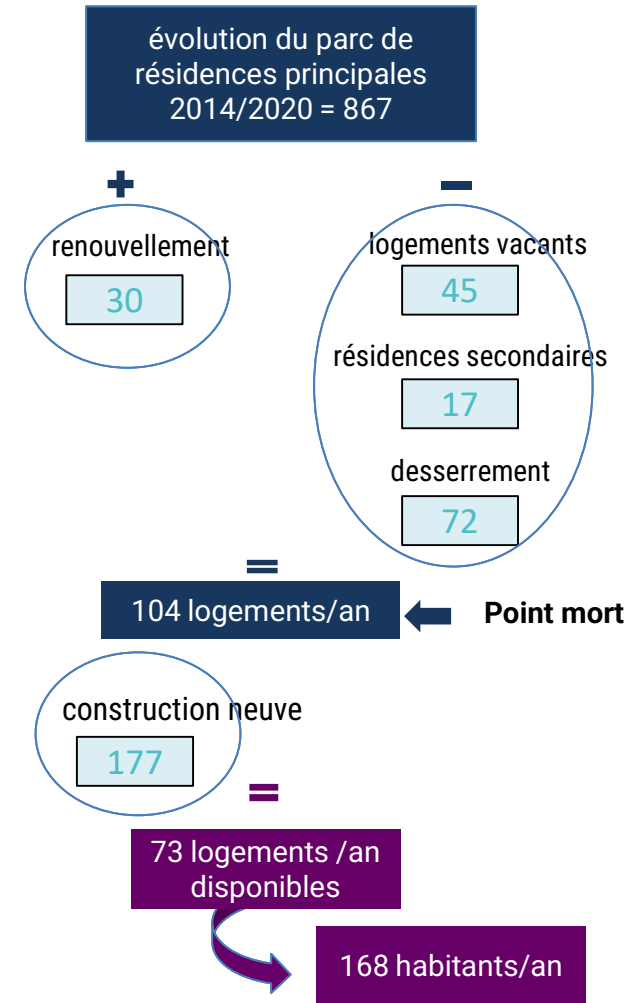 évolution du parc de
résidences principales
2014/2020 = 867
+
−
renouvellement
30
logements vacants
45
résidences secondaires
17
desserrement
72
=
104 logements/an
Point mort
construction neuve
177
=
73 logements /an
disponibles
168 habitants/an